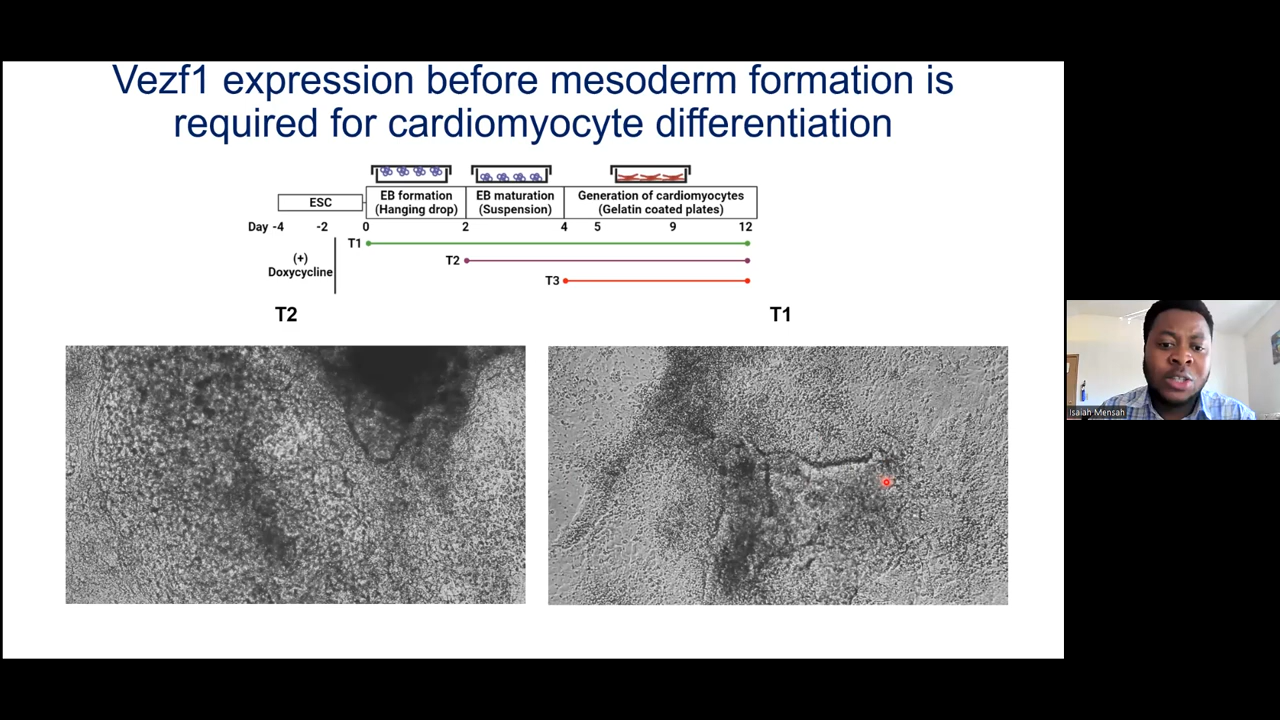 Vezf1 expression before mesoderm formation is
required for cardiomyocyte differentiation
ESC
EB formation
(Hanging drop)
EB maturation
(Suspension)
Generation of cardiomyocytes
(Gelatin coated plates)
Day -4 -2 0 2 4 5 9 12
T1
(+)
Doxycycline
T2
T3
T2 T1
Isaiah Mensah